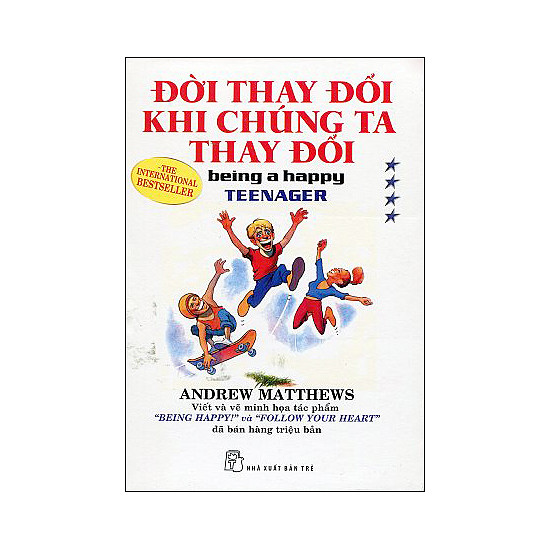 ĐỜI THAY ĐỔI
KHI CHÚNG TA
THAY ĐỔI
being a happy
TEENAGER
-THE
INTERNATIONAL
BESTSELLER
ANDREW MATTHEWS
Viết và vẽ minh họa tác phẩm
"BEING HAPPY!" và "FOLLOW YOUR HEART"
đã bán hàng triệu bản
NHÀ XUẤT BẢN TRẺ